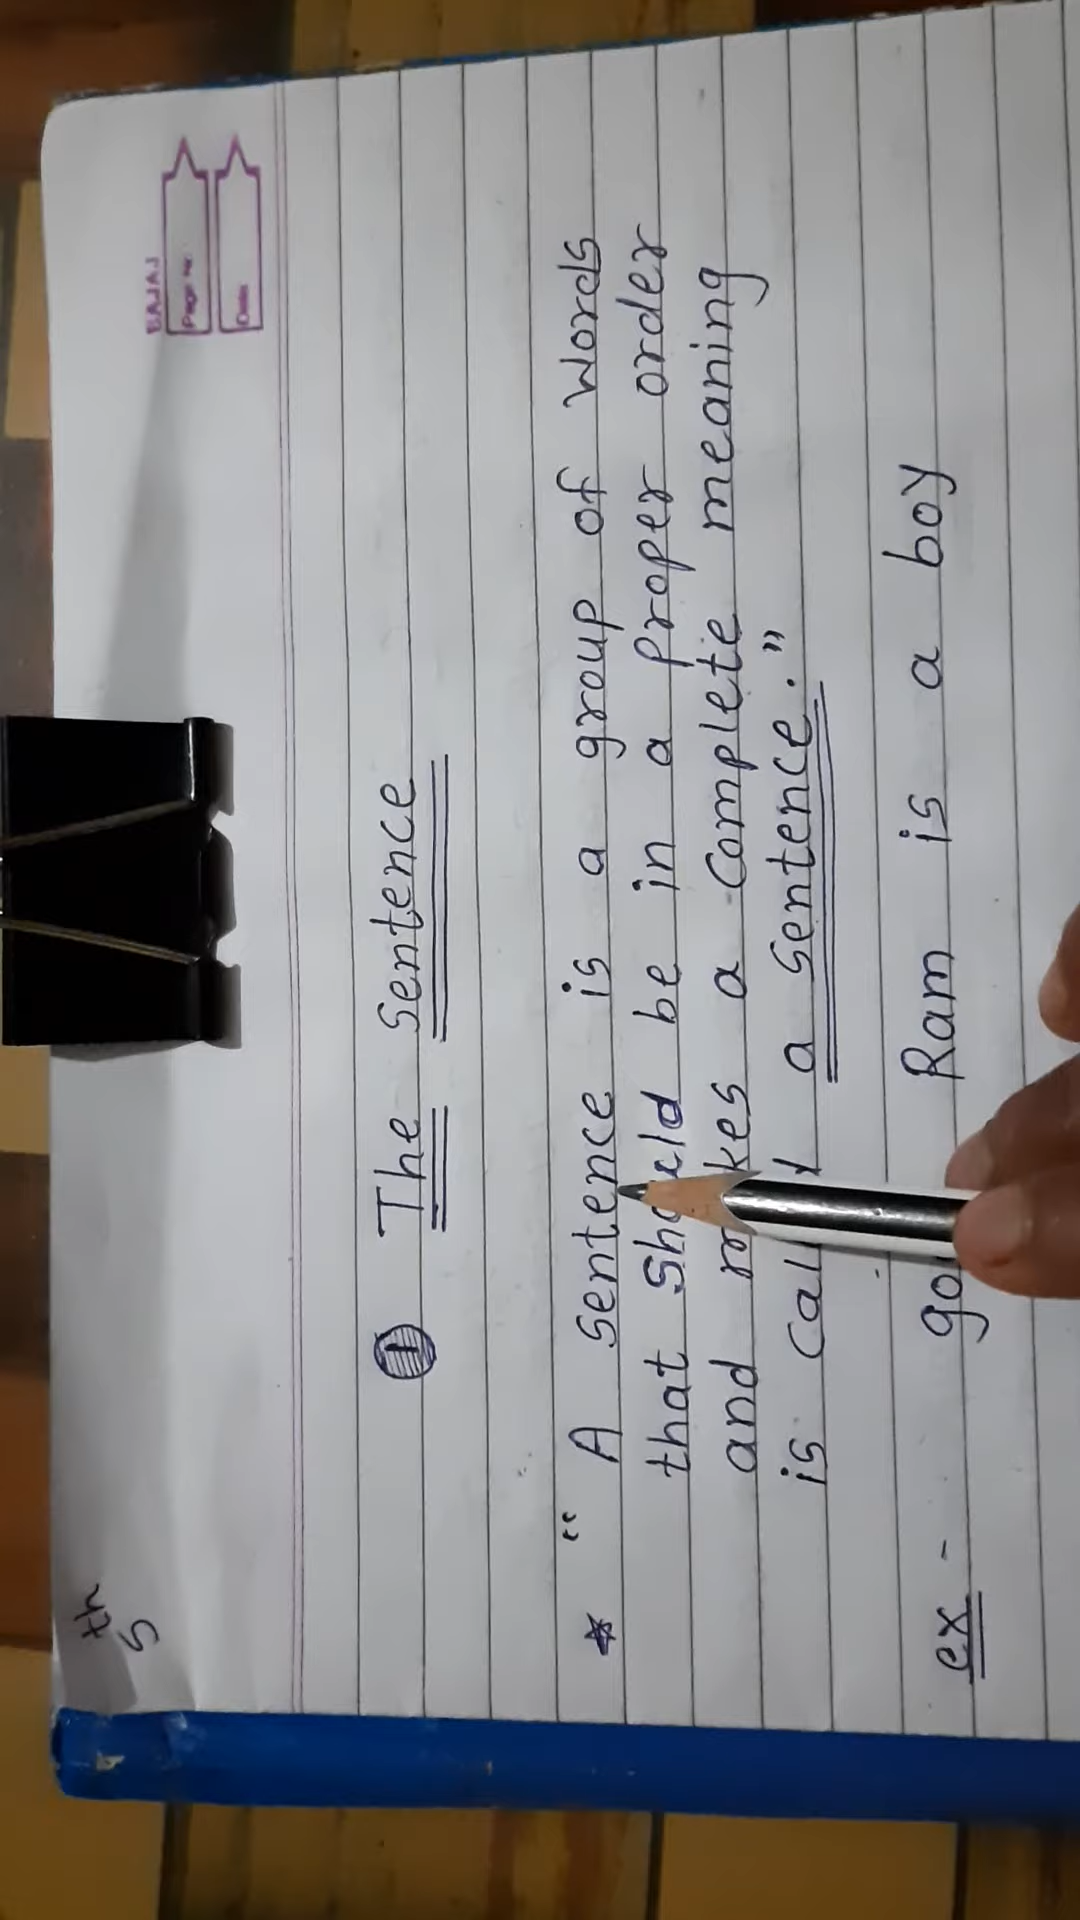 5th
BAJAJ
Page No.
Date
1 The Sentence
* " A Sentence is a group of words
that should be in a proper order
and makes a Complete meaning
is a Sentence."
ex - Ram is a boy